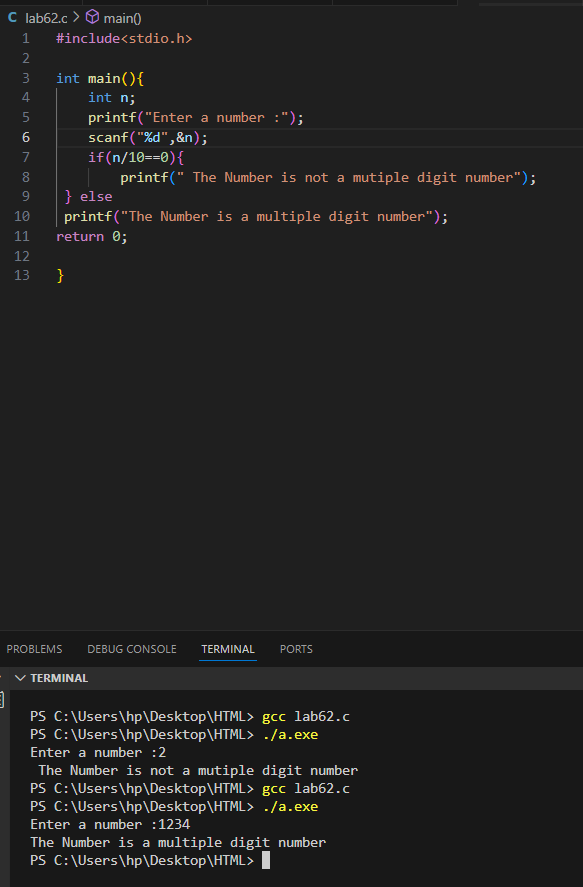 C lab62.c > main()
1 #include<stdio.h>
2
3 int main(){
4 int n;
5 printf("Enter a number :");
6 scanf("%d",&n);
7 if(n/10==0){
8 printf(" The Number is not a mutiple digit number");
9 } else
10 printf("The Number is a multiple digit number");
11 return 0;
12
13 }
PROBLEMS DEBUG CONSOLE TERMINAL PORTS
TERMINAL
PS C:\Users\hp\Desktop\HTML> gcc lab62.c
PS C:\Users\hp\Desktop\HTML> ./a.exe
Enter a number :2
The Number is not a mutiple digit number
PS C:\Users\hp\Desktop\HTML> gcc lab62.c
PS C:\Users\hp\Desktop\HTML> ./a.exe
Enter a number :1234
The Number is a multiple digit number
PS C:\Users\hp\Desktop\HTML>